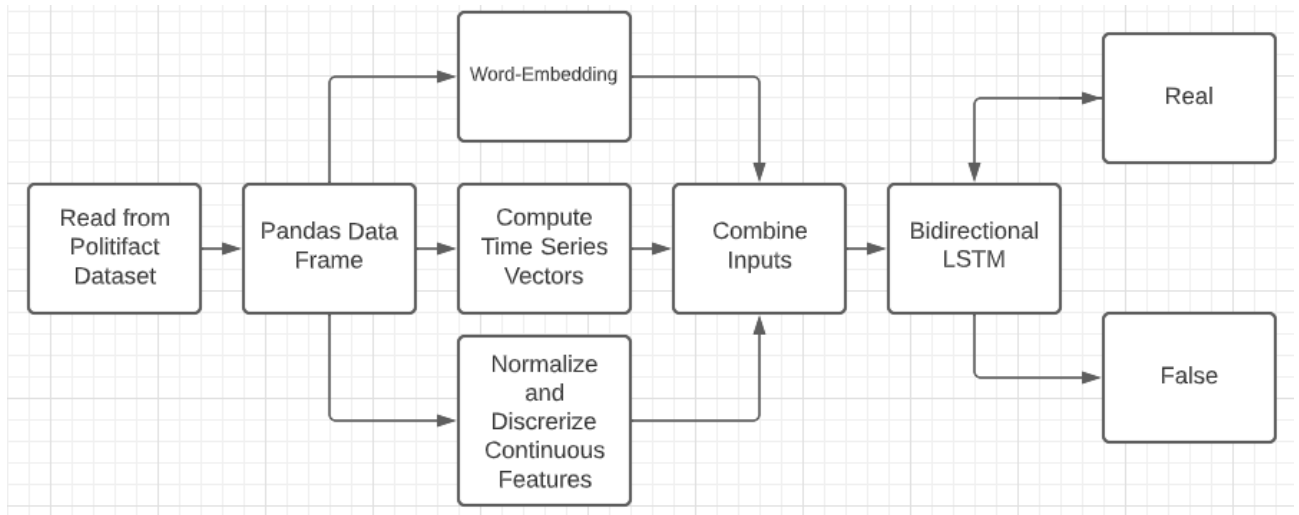 Word-Embedding
Real
Read from
Politifact
Dataset
Pandas Data
Frame
Compute
Time Series
Vectors
Combine
Inputs
Bidirectional
LSTM
Normalize
and
Discrerize
Continuous
Features
False